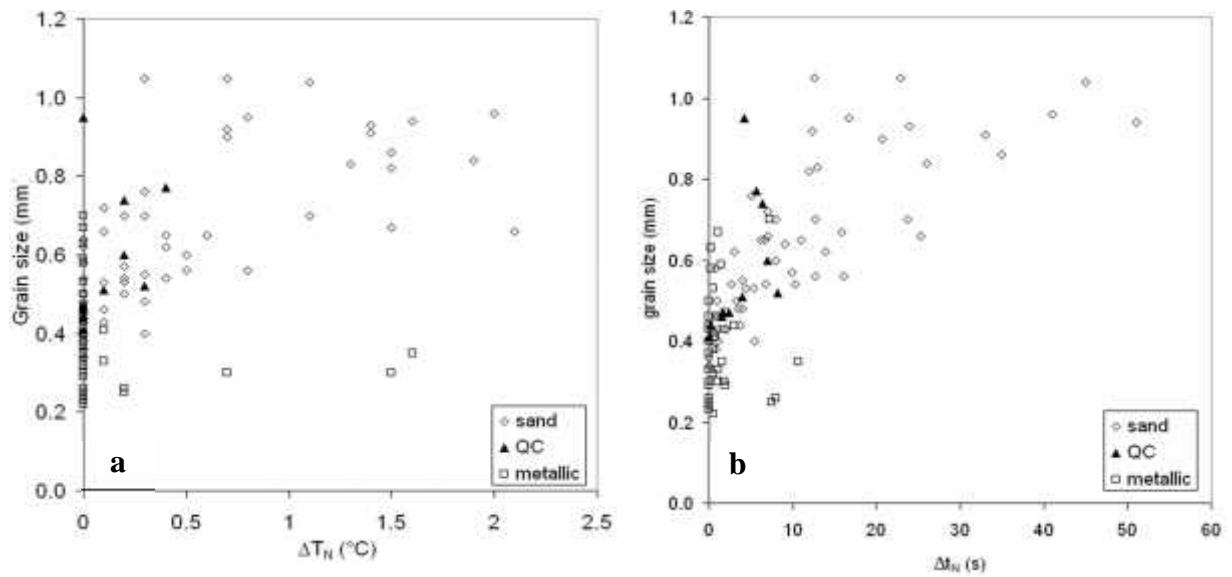 1.2
1.0
0.8
0.6
0.4
0.2
0.0
Grain size (mm
0
0.5
1
1.5
2
2.5
ΔT_N (°C)
sand
QC
metallic
a
1.2
1.0
0.8
0.6
0.4
0.2
0.0
grain size (mm)
0
10
20
30
40
50
60
Δt_N (s)
sand
QC
metallic
b